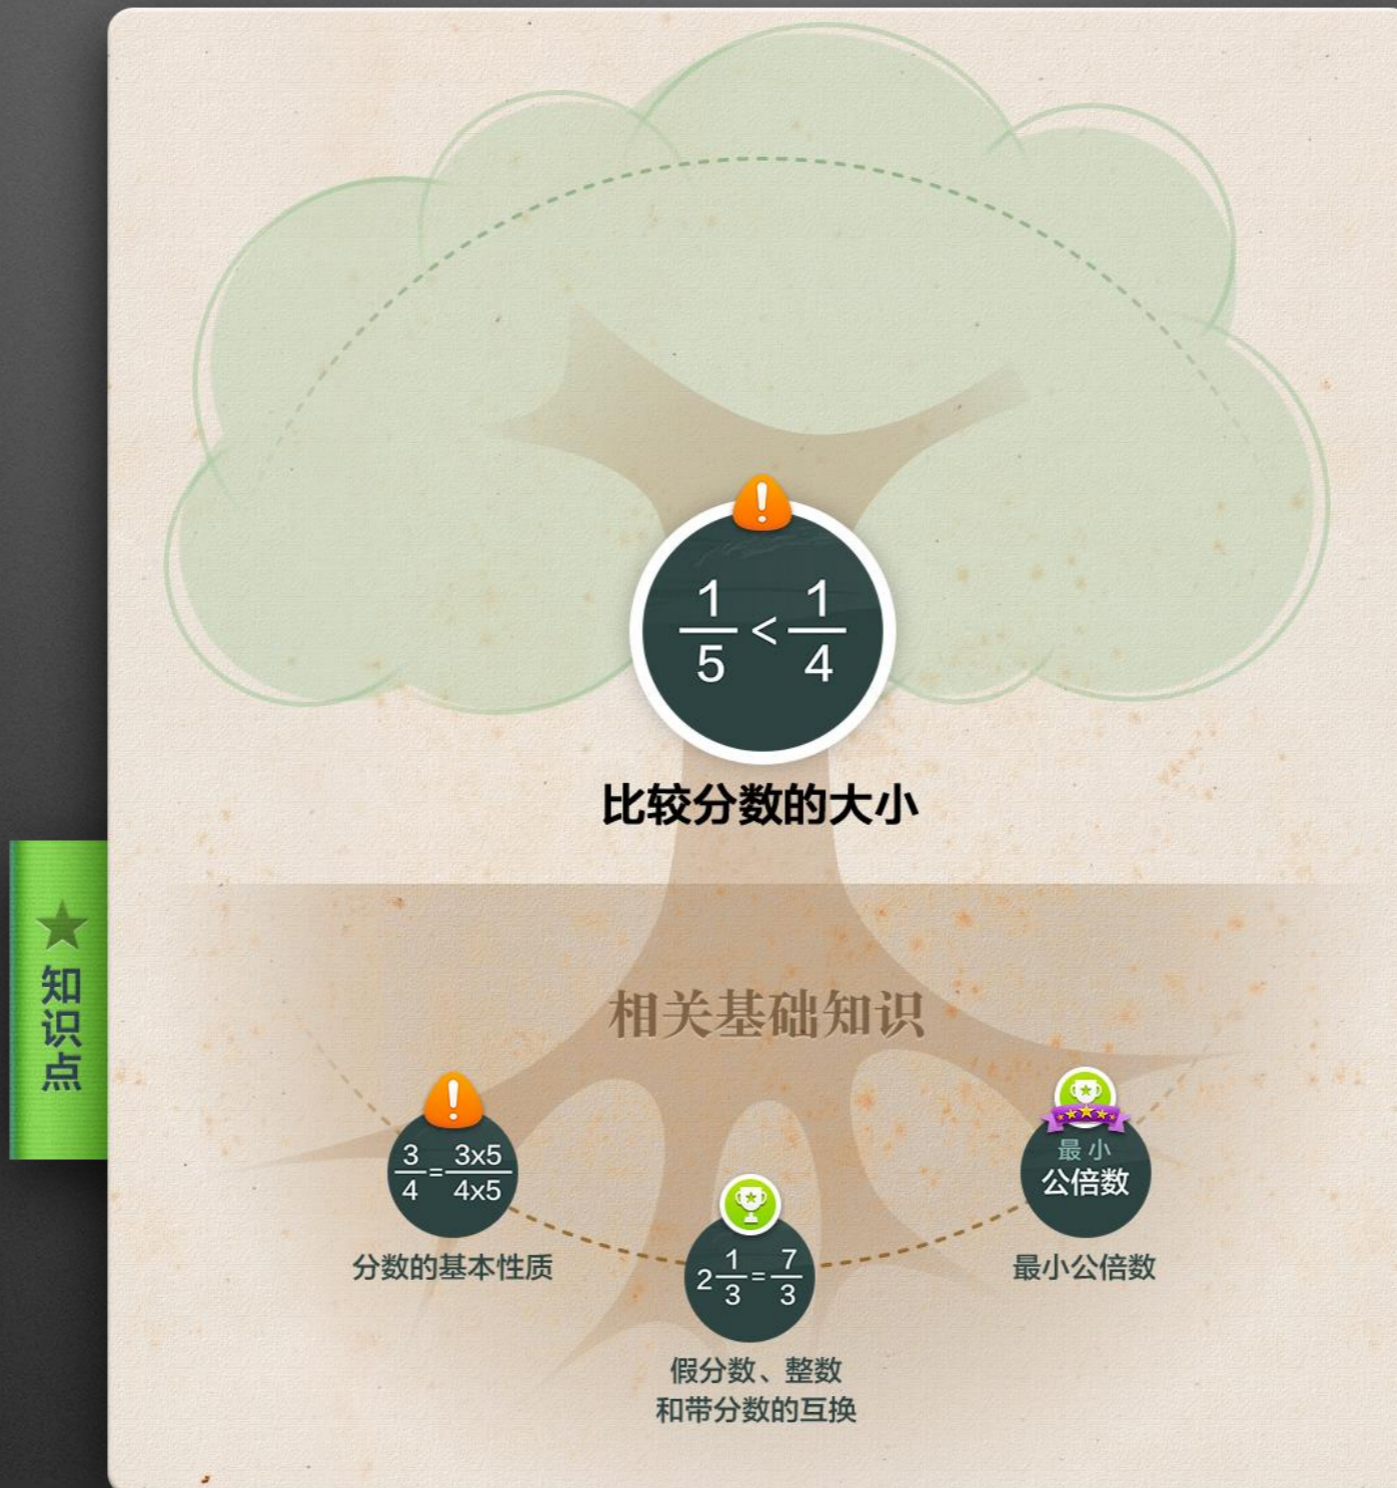 1/5 < 1/4
比较分数的大小
知识点
相关基础知识
3/4 = 3x5/4x5
分数的基本性质
2 1/3 = 7/3
假分数、整数
和带分数的互换
最小
公倍数
最小公倍数